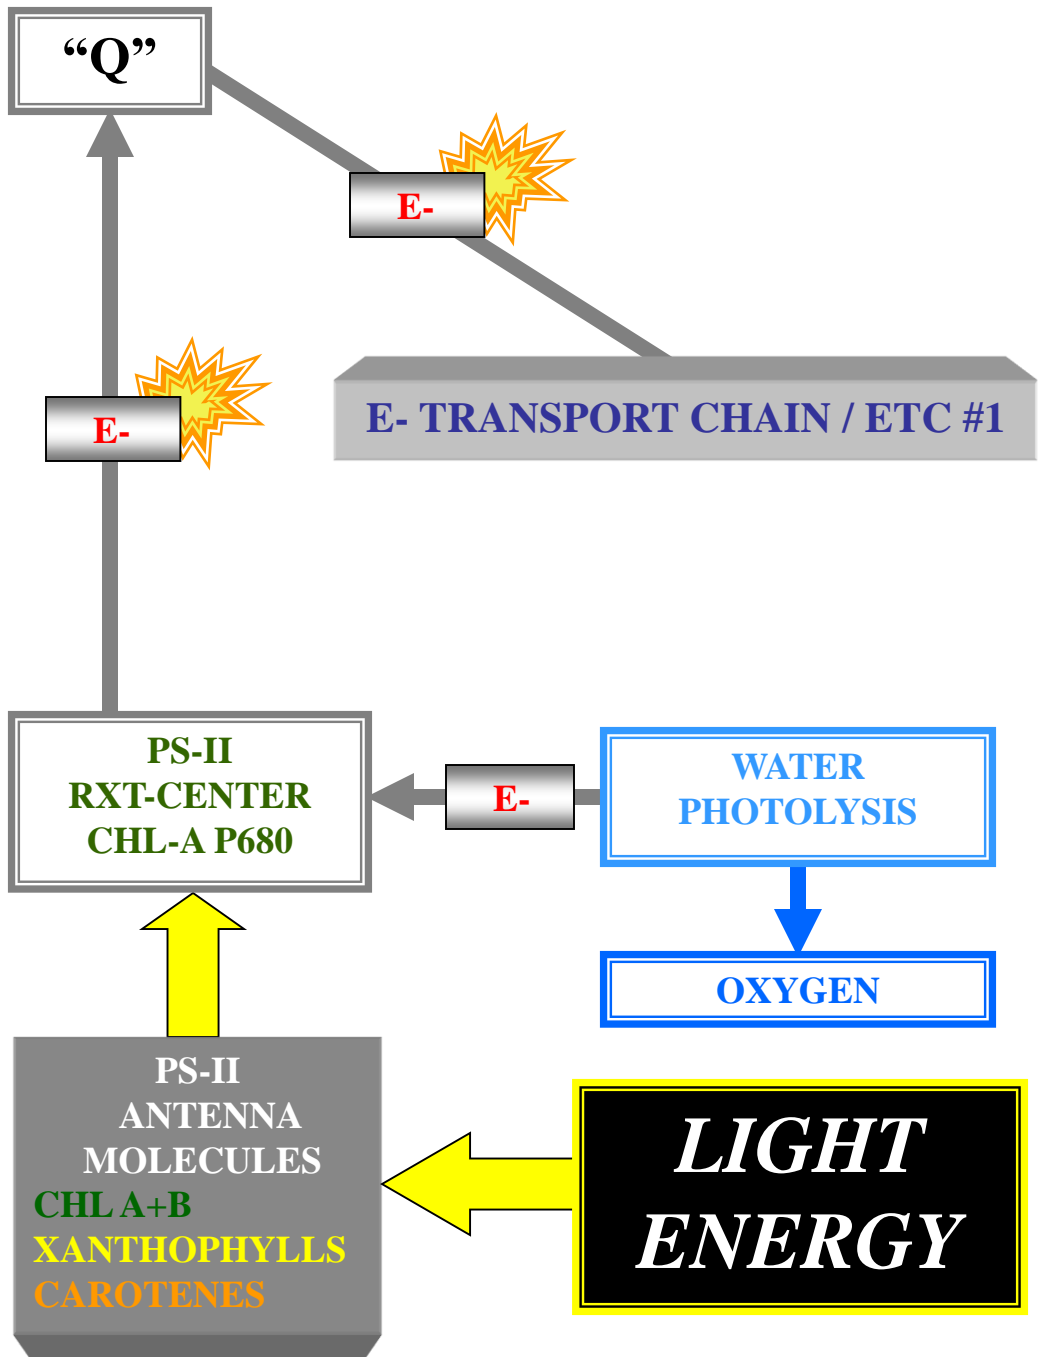 “Q”
E-
E-
E- TRANSPORT CHAIN / ETC #1
PS-II
RXT-CENTER
CHL-A P680
E-
WATER
PHOTOLYSIS
OXYGEN
PS-II
ANTENNA
MOLECULES
CHL A+B
XANTHOPHYLLS
CAROTENES
LIGHT
ENERGY